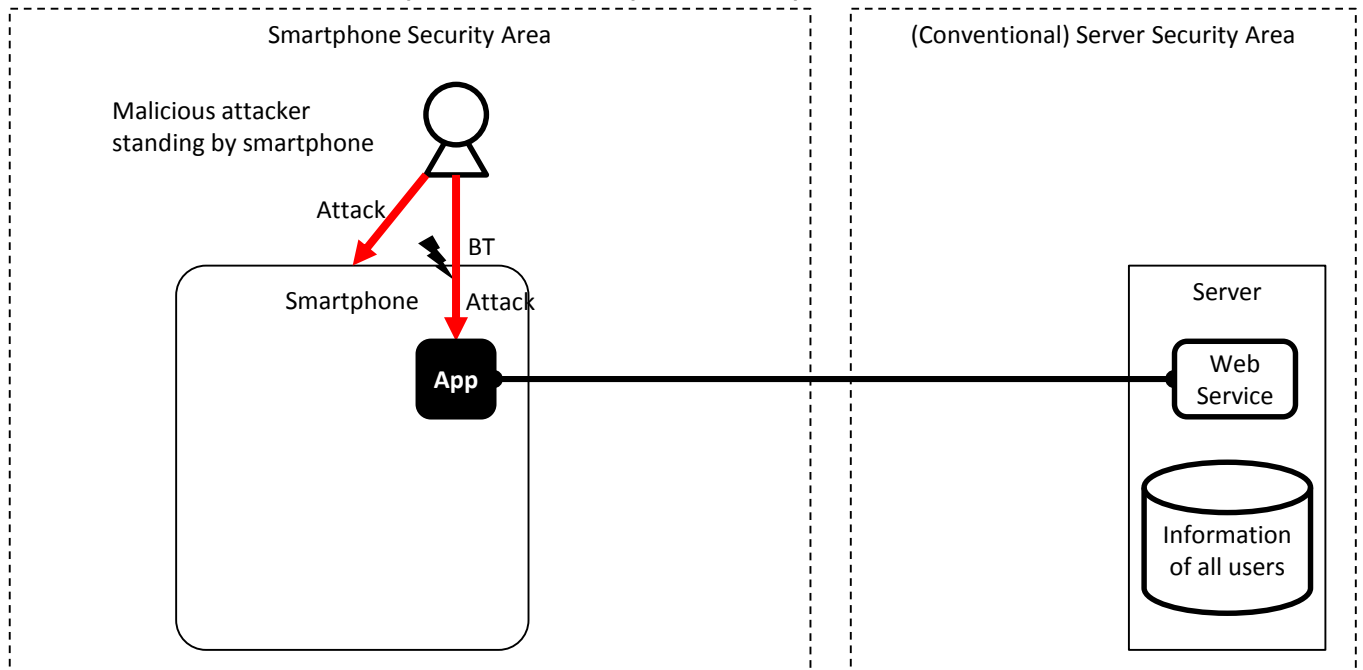 Smartphone Security Area
(Conventional) Server Security Area
Malicious attacker
standing by smartphone
Attack
BT
Smartphone
Attack
Server
App
Web
Service
Information
of all users